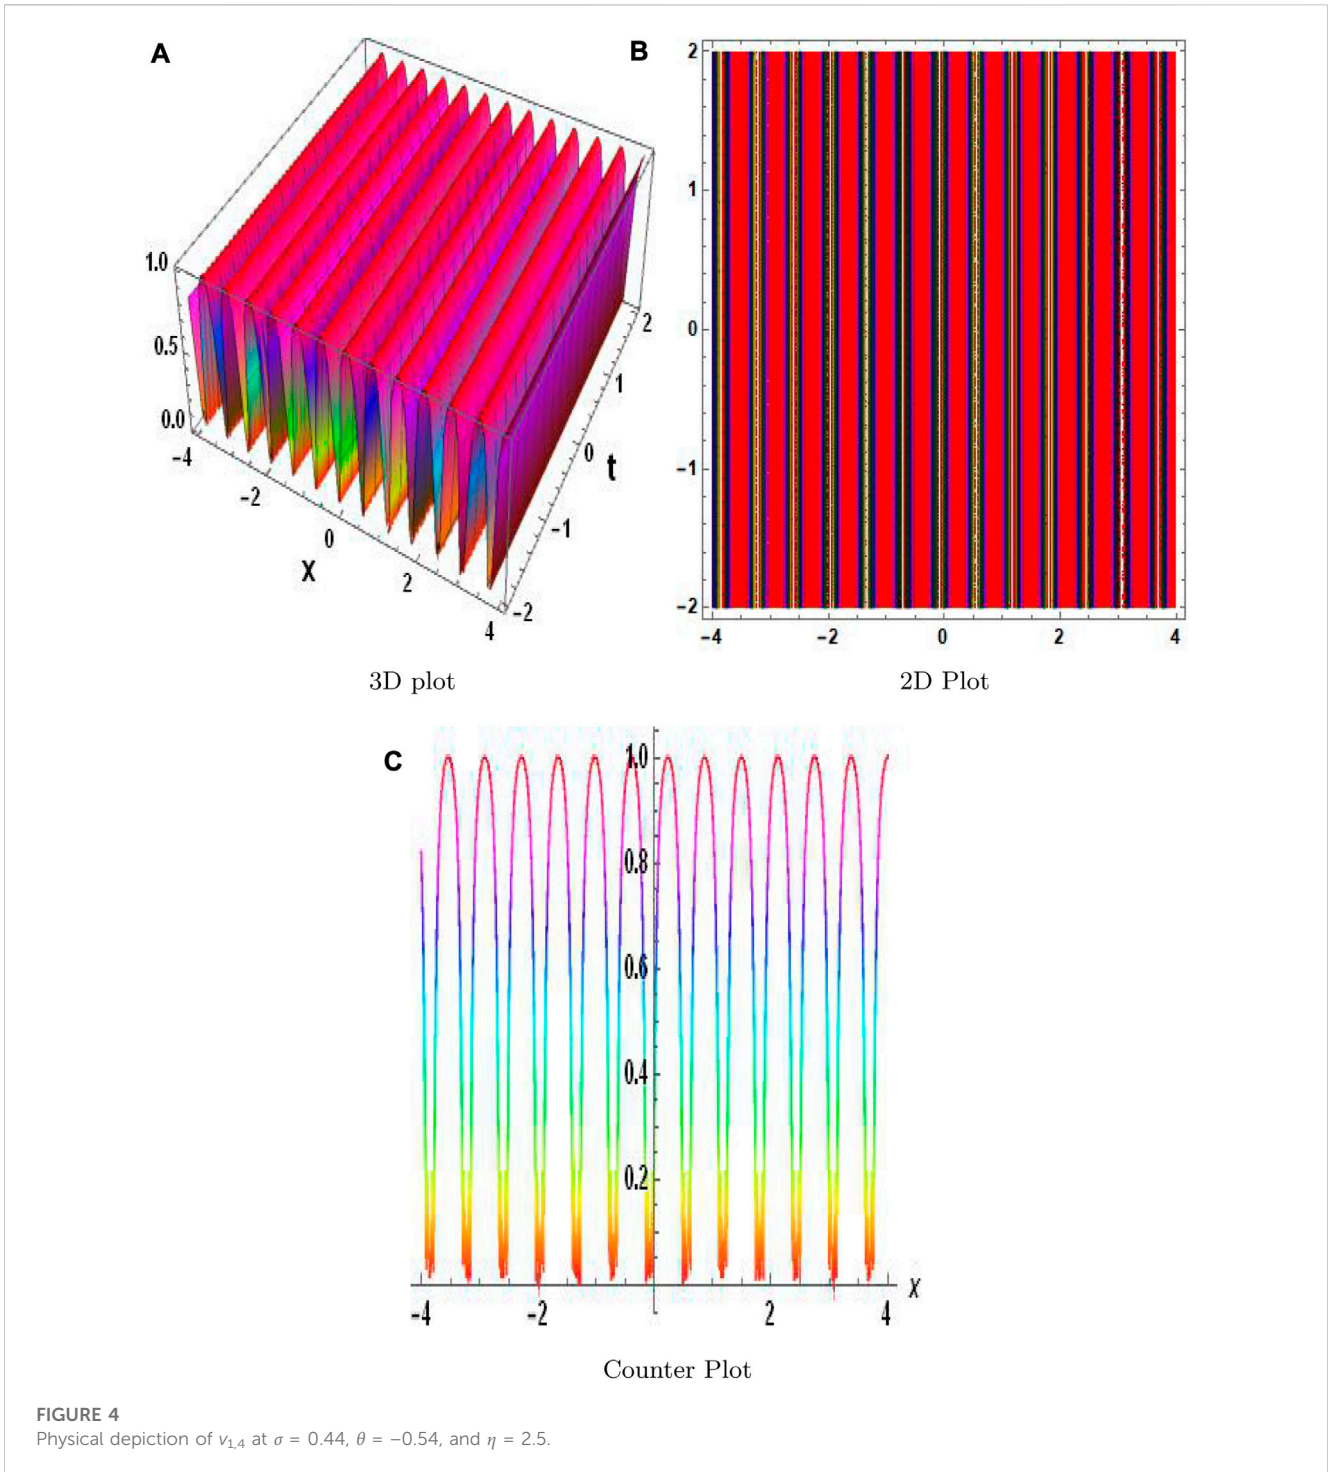 A
1.0
0.5
0.0
-4
-2
0
2
4
x
-2
-1
0
1
2
t
3D plot
B
2
1
0
-1
-2
-4
-2
0
2
4
2D Plot
C
1.0
0.8
0.6
0.4
0.2
-4
-2
2
4
x
Counter Plot
FIGURE 4
Physical depiction of v1,4 at σ = 0.44, θ = −0.54, and η = 2.5.